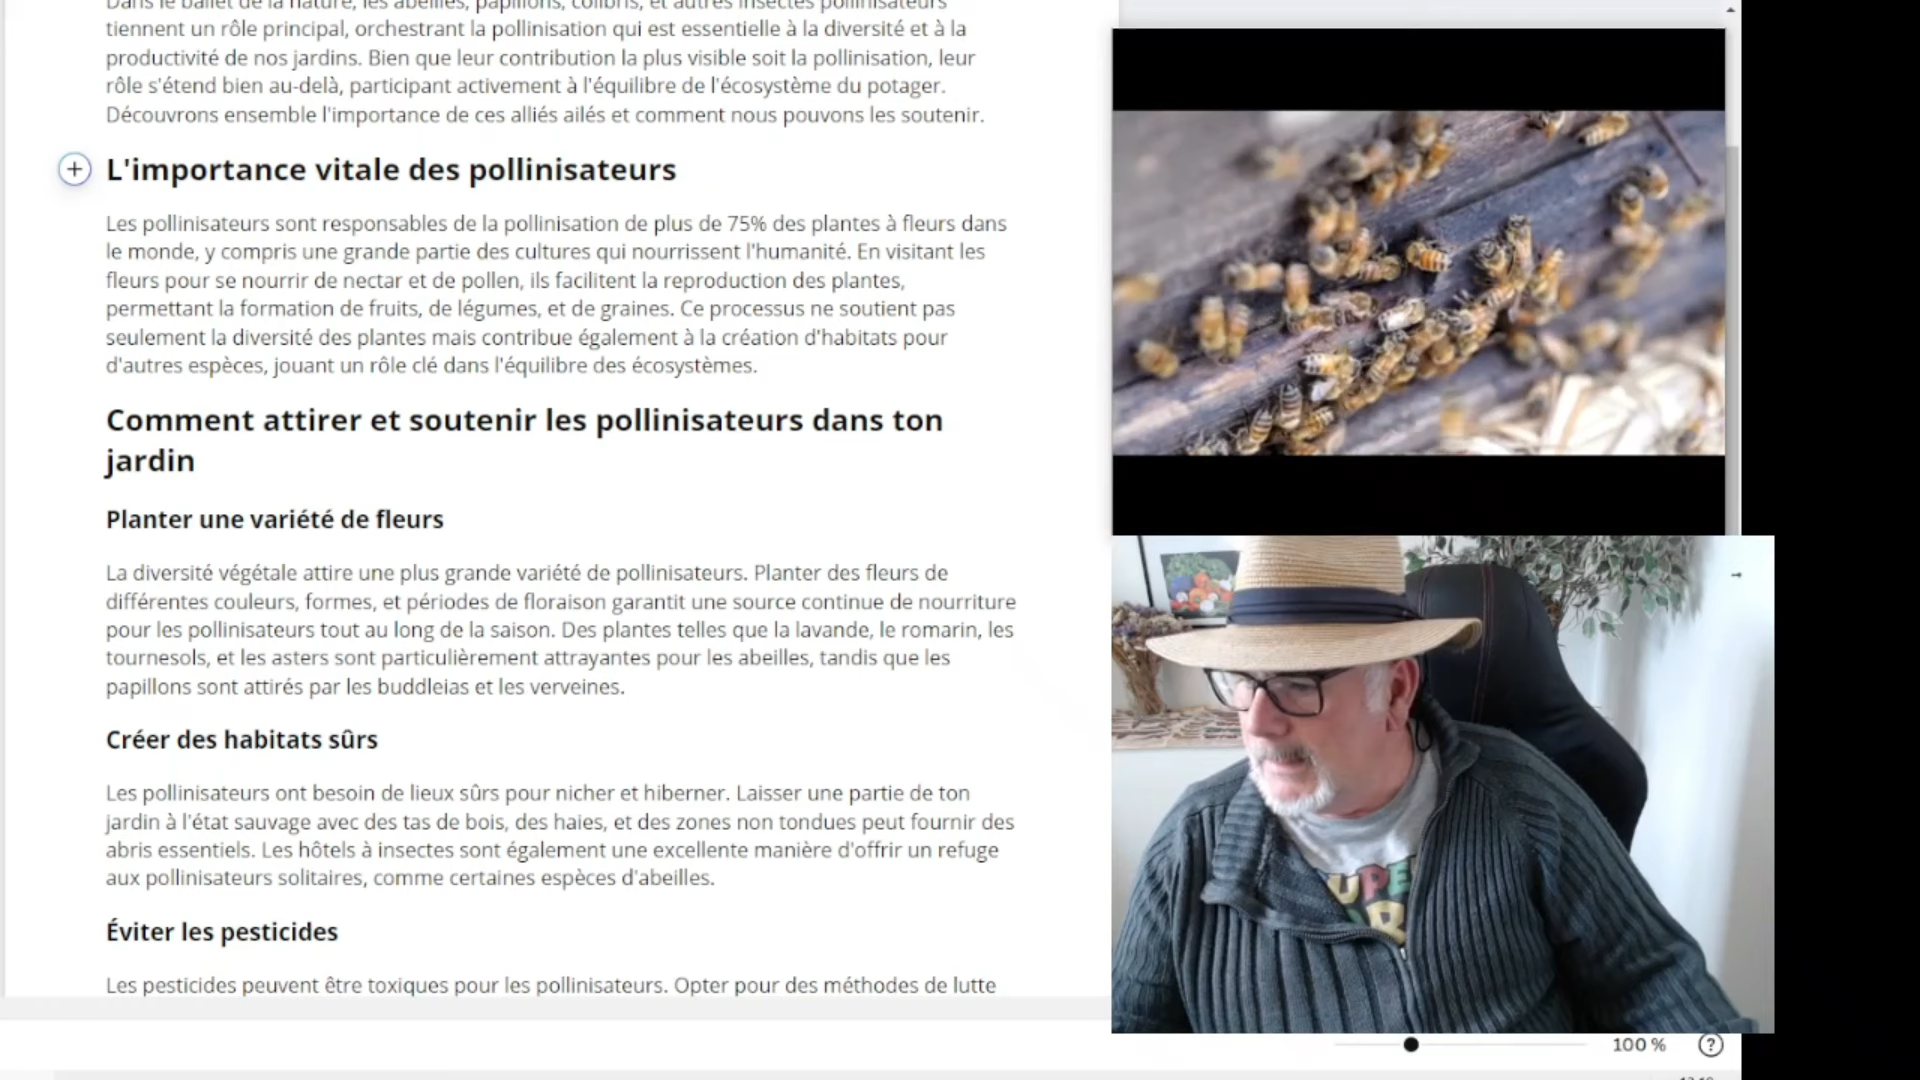 Dans le ballet de la nature, les abeilles, papillons, colibris, et autres insectes pollinisateurs
tiennent un rôle principal, orchestrant la pollinisation qui est essentielle à la diversité et à la
productivité de nos jardins. Bien que leur contribution la plus visible soit la pollinisation, leur
rôle s'étend bien au-delà, participant activement à l'équilibre de l'écosystème du potager.
Découvrons ensemble l'importance de ces alliés ailés et comment nous pouvons les soutenir.
L'importance vitale des pollinisateurs
Les pollinisateurs sont responsables de la pollinisation de plus de 75% des plantes à fleurs dans
le monde, y compris une grande partie des cultures qui nourrissent l'humanité. En visitant les
fleurs pour se nourrir de nectar et de pollen, ils facilitent la reproduction des plantes,
permettant la formation de fruits, de légumes, et de graines. Ce processus ne soutient pas
seulement la diversité des plantes mais contribue également à la création d'habitats pour
d'autres espèces, jouant un rôle clé dans l'équilibre des écosystèmes.
Comment attirer et soutenir les pollinisateurs dans ton
jardin
Planter une variété de fleurs
La diversité végétale attire une plus grande variété de pollinisateurs. Planter des fleurs de
différentes couleurs, formes, et périodes de floraison garantit une source continue de nourriture
pour les pollinisateurs tout au long de la saison. Des plantes telles que la lavande, le romarin, les
tournesols, et les asters sont particulièrement attrayantes pour les abeilles, tandis que les
papillons sont attirés par les buddleias et les verveines.
Créer des habitats sûrs
Les pollinisateurs ont besoin de lieux sûrs pour nicher et hiberner. Laisser une partie de ton
jardin à l'état sauvage avec des tas de bois, des haies, et des zones non tondues peut fournir des
abris essentiels. Les hôtels à insectes sont également une excellente manière d'offrir un refuge
aux pollinisateurs solitaires, comme certaines espèces d'abeilles.
Éviter les pesticides
Les pesticides peuvent être toxiques pour les pollinisateurs. Opter pour des méthodes de lutte
100 %